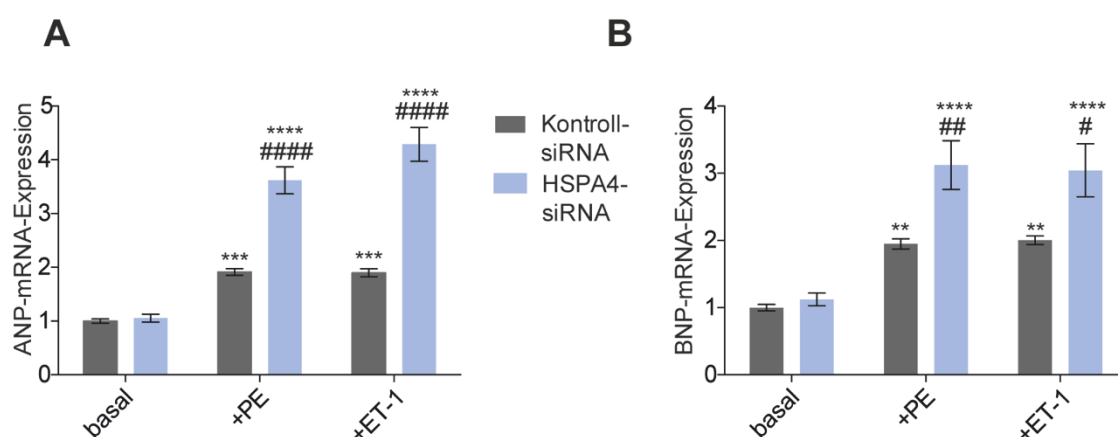 A
ANP-mRNA-Expression
5
4
3
2
1
0
***
****
####
***
****
####
basal
+PE
+ET-1
Kontroll-
siRNA
HSPA4-
siRNA
B
BNP-mRNA-Expression
4
3
2
1
0
**
****
##
**
****
#
basal
+PE
+ET-1